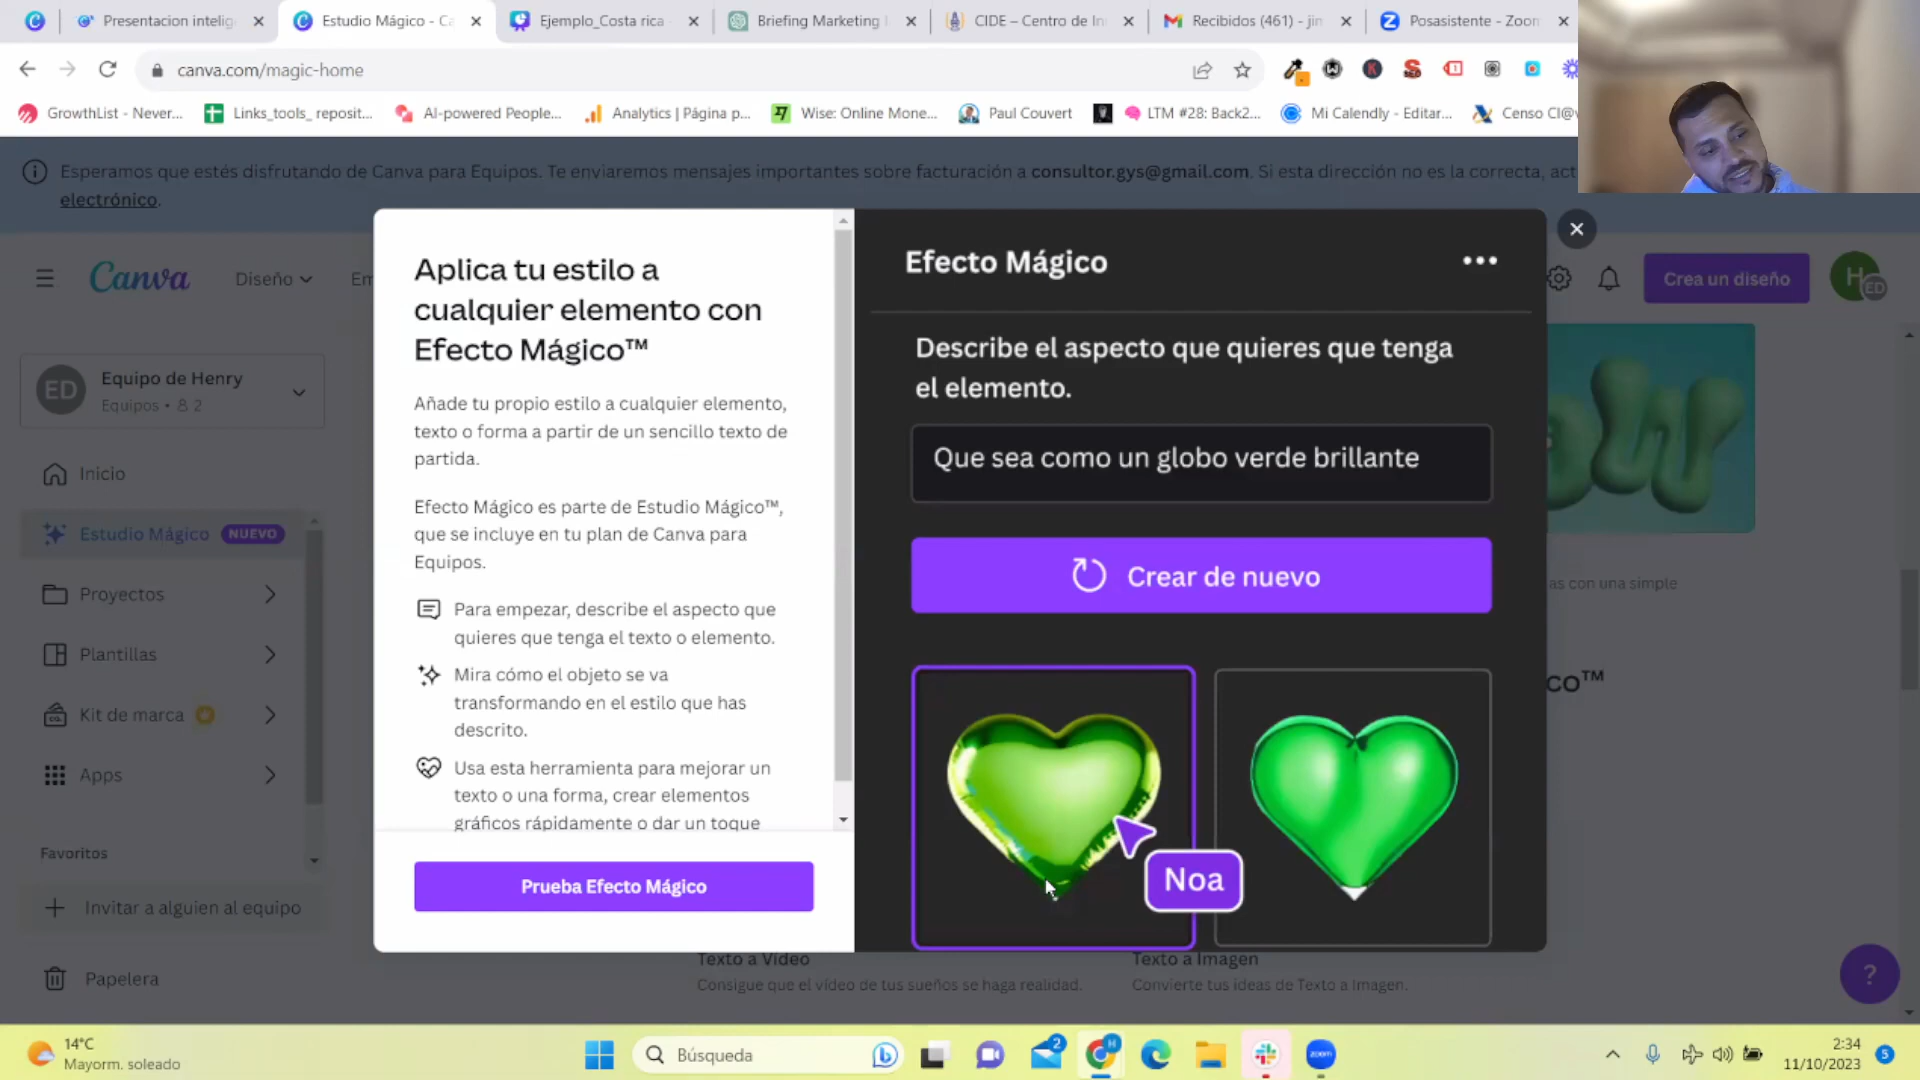 Presentacion intelig
Estudio Mágico - Ca
Ejemplo_Costa rica -
Briefing Marketing
CIDE – Centro de In
Recibidos (461) - jin
Posasistente - Zoom
canva.com/magic-home
GrowthList - Never...
Links_tools_ reposit...
AI-powered People...
Analytics | Página p...
Wise: Online Mone...
Paul Couvert
LTM #28: Back2...
Mi Calendly - Editar...
Censo CI@
Esperamos que estés disfrutando de Canva para Equipos. Te enviaremos mensajes importantes sobre facturación a consultor.gys@gmail.com. Si esta dirección no es la correcta, act
electrónico.
Canva
Diseño
Em
Crea un diseño
H
ED
ED
Equipo de Henry
Equipos • 2
Inicio
Estudio Mágico NUEVO
Proyectos
Plantillas
Kit de marca
Apps
Favoritos
Invitar a alguien al equipo
Papelera
Aplica tu estilo a
cualquier elemento con
Efecto Mágico™
Añade tu propio estilo a cualquier elemento,
texto o forma a partir de un sencillo texto de
partida.
Efecto Mágico es parte de Estudio Mágico™,
que se incluye en tu plan de Canva para
Equipos.
Para empezar, describe el aspecto que
quieres que tenga el texto o elemento.
Mira cómo el objeto se va
transformando en el estilo que has
descrito.
Usa esta herramienta para mejorar un
texto o una forma, crear elementos
gráficos rápidamente o dar un toque
Prueba Efecto Mágico
Efecto Mágico
Describe el aspecto que quieres que tenga
el elemento.
Que sea como un globo verde brillante
Crear de nuevo
Noa
as con una simple
co™
Texto a Vídeo
Consigue que el vídeo de tus sueños se haga realidad.
Texto a Imagen
Convierte tus ideas de Texto a Imagen.
?
14°C
Mayorm. soleado
Búsqueda
2
H
zoom
2:34
11/10/2023
5